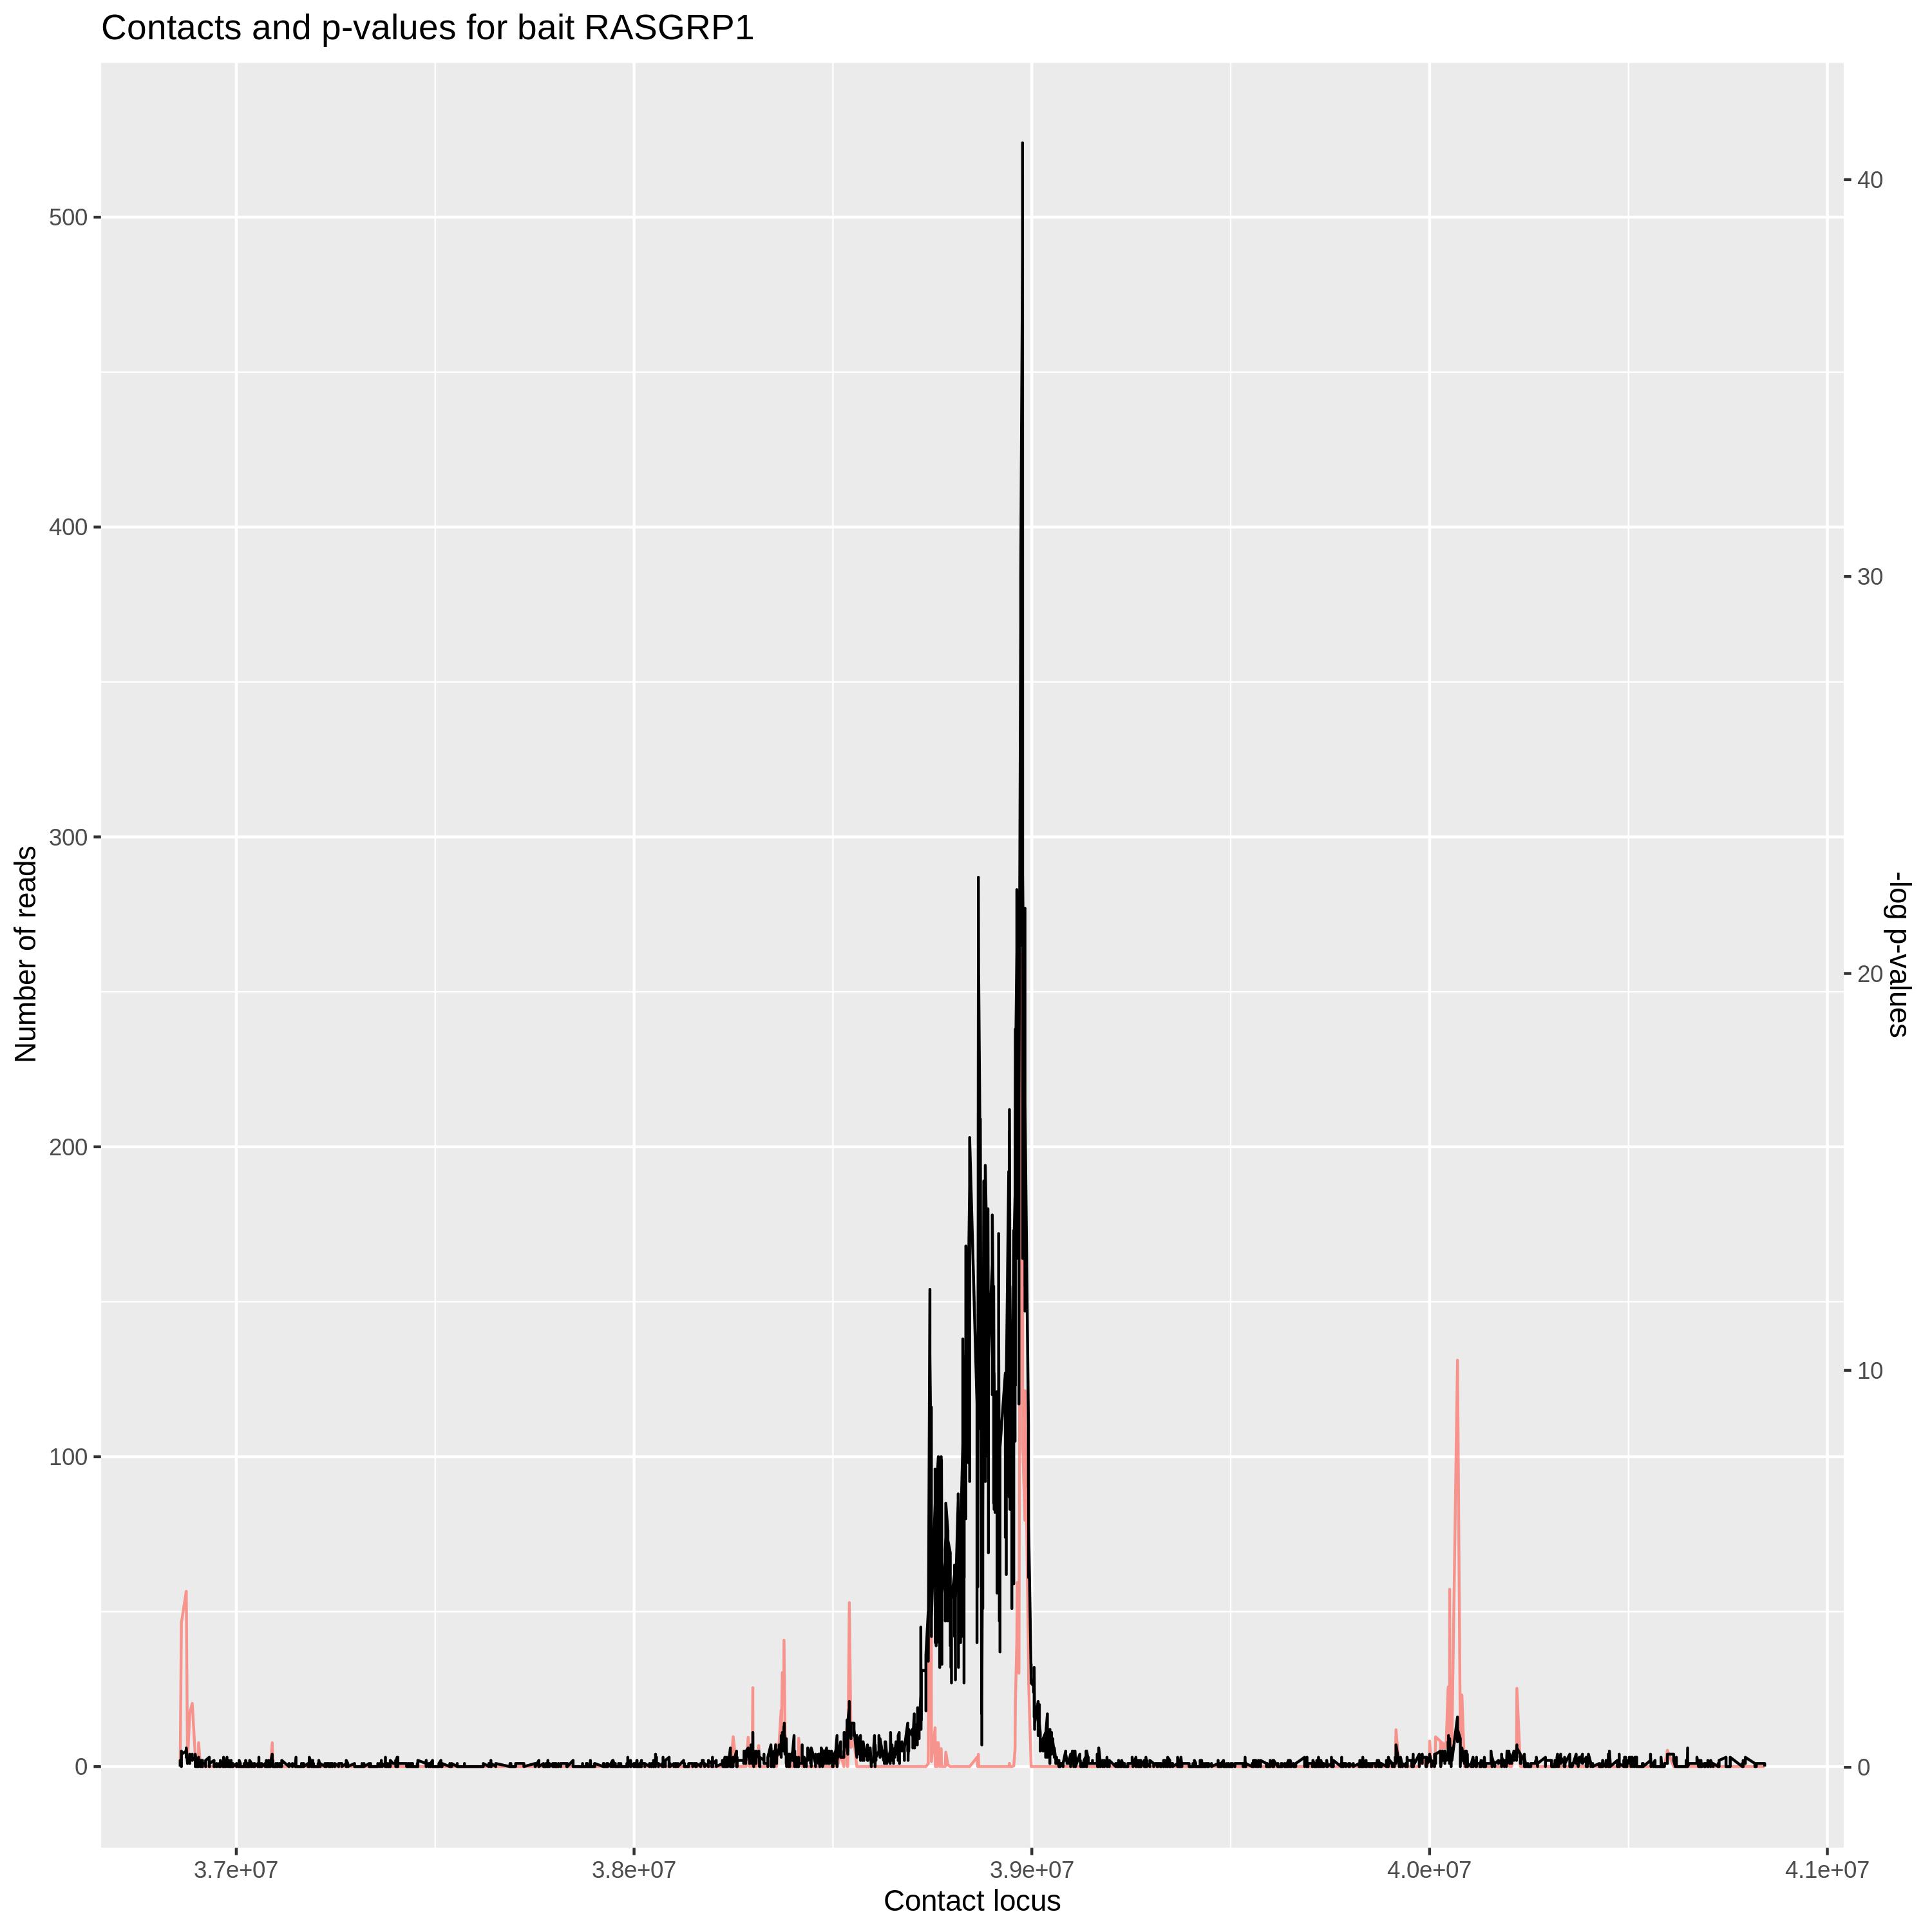 Contacts and p-values for bait RASGRP1
Number of reads
500
400
300
200
100
0
40
30
20
10
0
-log p-values
3.7e+07
3.8e+07
3.9e+07
4.0e+07
4.1e+07
Contact locus